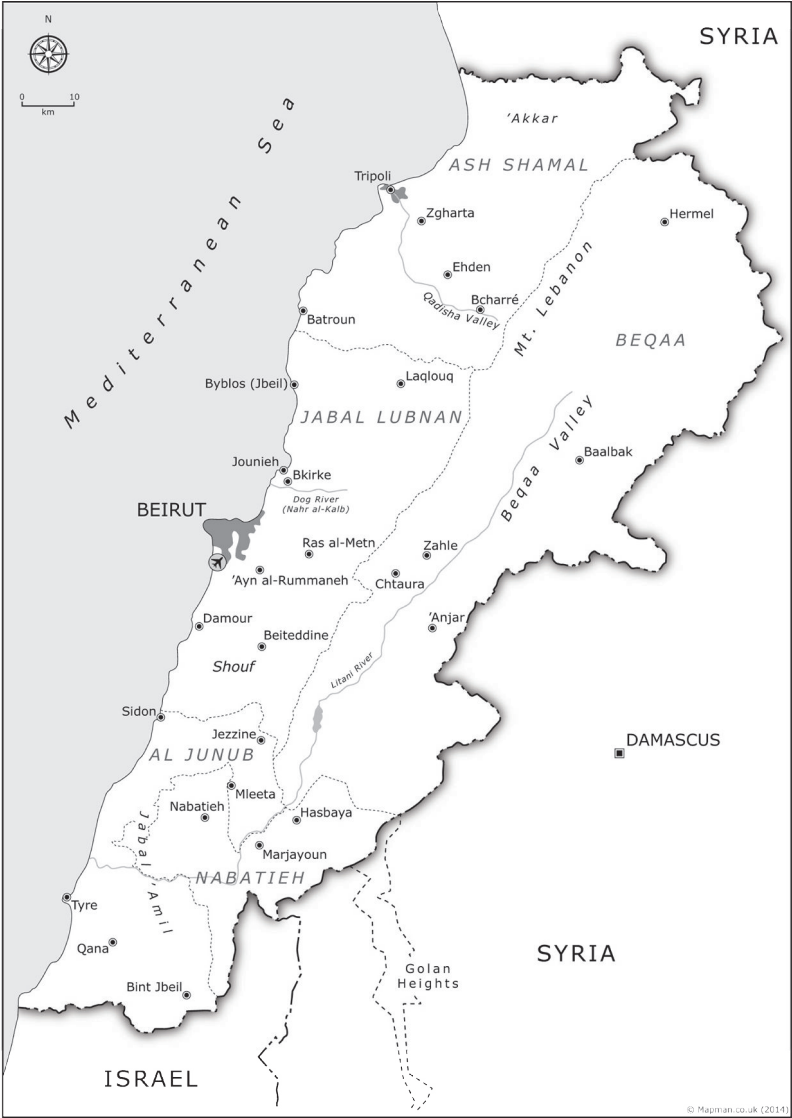 N
SYRIA
0 10
km
Mediterranean Sea
'Akkar
ASH SHAMAL
Tripoli
Zgharta
Hermel
Ehden
Bcharré
Qadisha Valley
Mt. Lebanon
Batroun
BEQAA
Laqlouq
Byblos (Jbeil)
JABAL LUBNAN
Beqaa Valley
Baalbak
Jounieh
Bkirke
Dog River
(Nahr al-Kalb)
BEIRUT
Ras al-Metn
Zahle
'Ayn al-Rummaneh
Chtaura
Damour
'Anjar
Beiteddine
Shouf
Litani River
Sidon
Jezzine
DAMASCUS
AL JUNUB
Mleeta
Nabatieh
Hasbaya
Jabal 'Amil
Marjayoun
NABATIEH
Tyre
Qana
SYRIA
Golan
Heights
Bint Jbeil
ISRAEL
© Mapman.co.uk (2014)